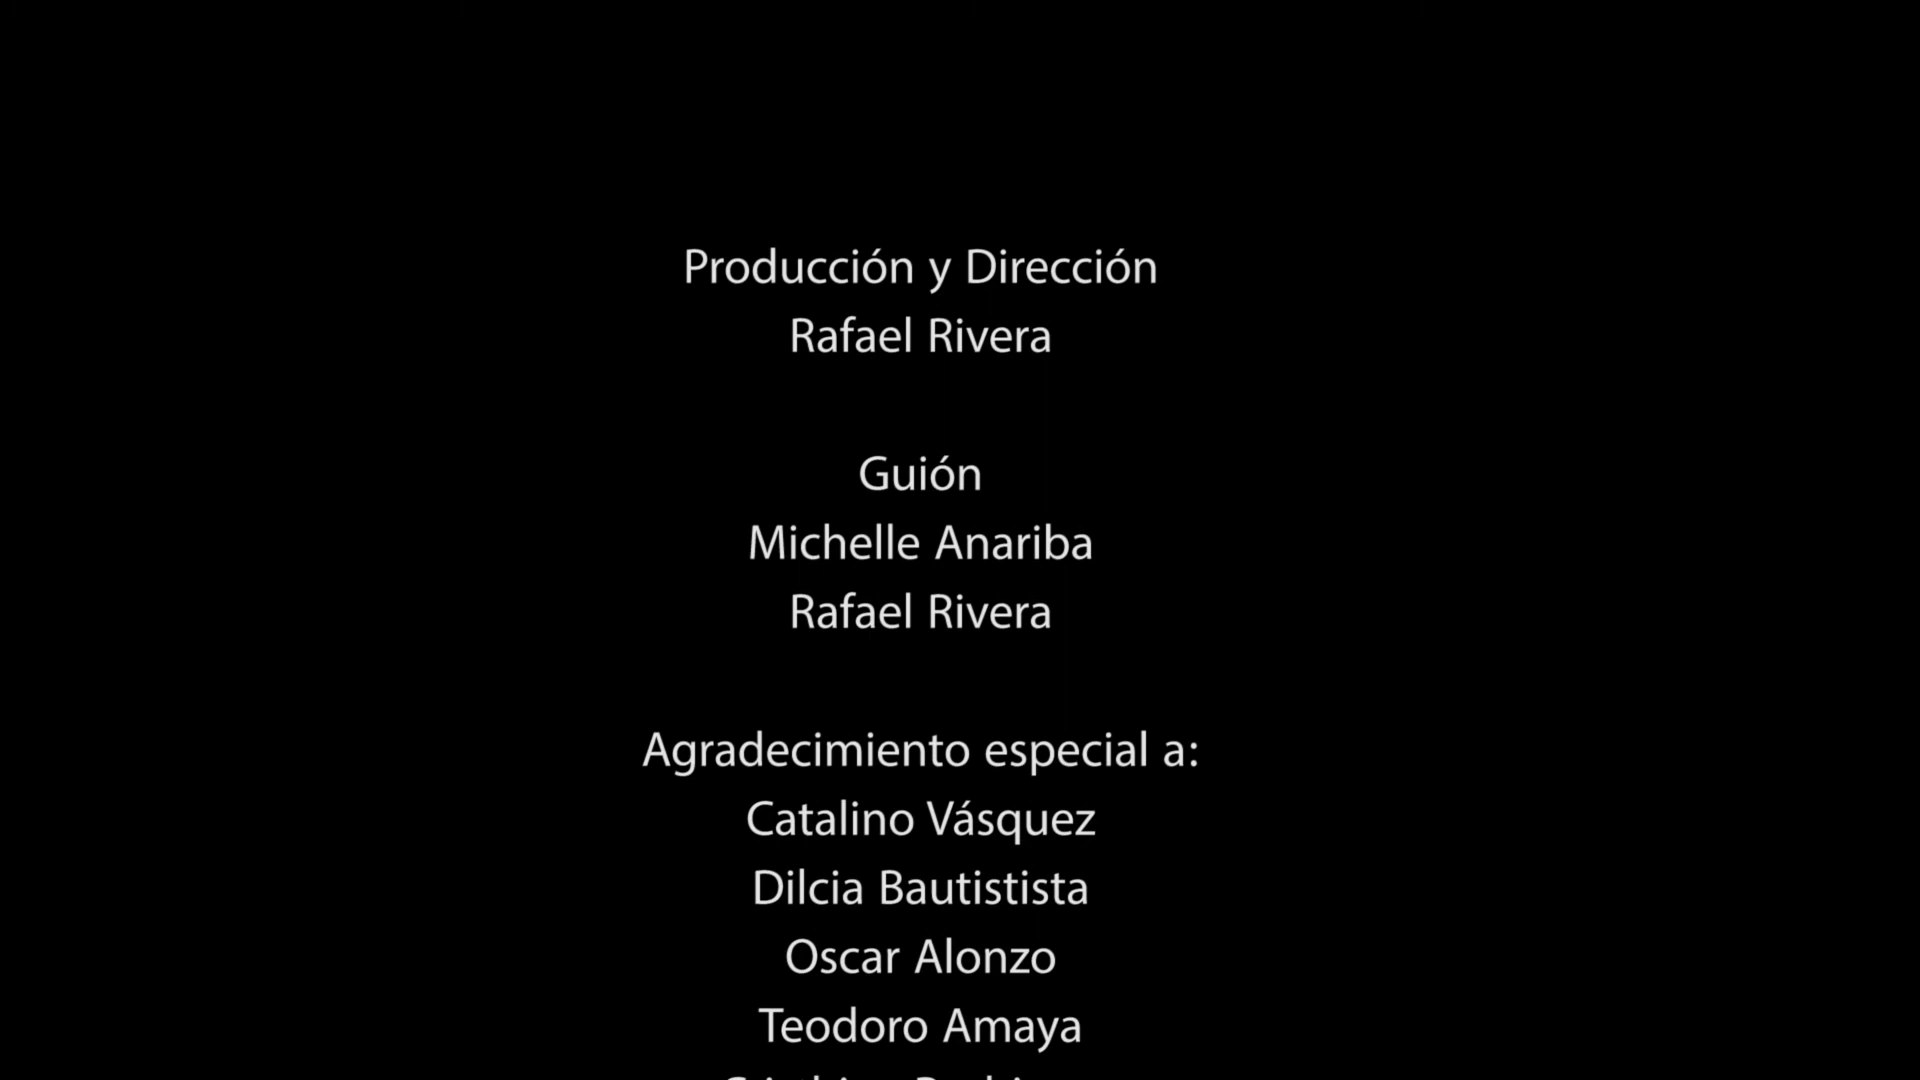 Producción y Dirección
Rafael Rivera
Guión
Michelle Anariba
Rafael Rivera
Agradecimiento especial a:
Catalino Vásquez
Dilcia Bautistista
Oscar Alonzo
Teodoro Amaya